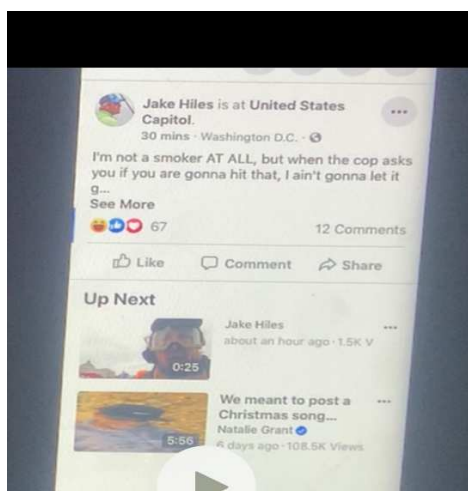 Jake Hiles is at United States
Capitol.
30 mins · Washington D.C. ·
I'm not a smoker AT ALL, but when the cop asks
you if you are gonna hit that, I ain't gonna let it
g...
See More
67
12 Comments
Like
Comment
Share
Up Next
Jake Hiles
about an hour ago · 1.5K V
0:25
We meant to post a
Christmas song...
Natalie Grant
6 days ago · 108.5K Views
5:56